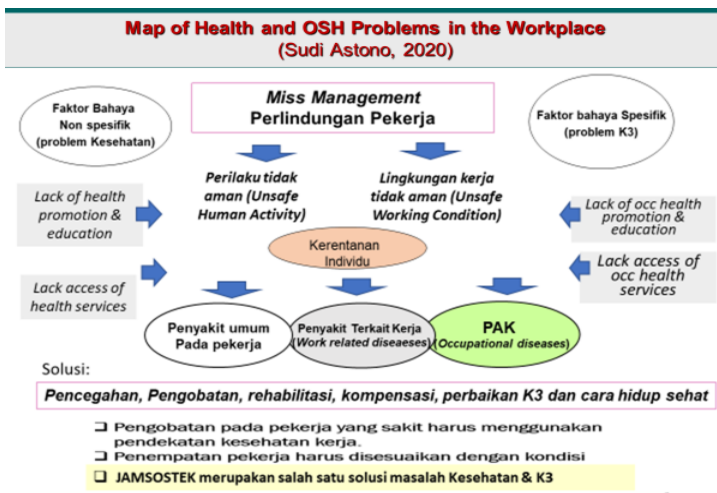 Map of Health and OSH Problems in the Workplace
(Sudi Astono, 2020)
Faktor Bahaya
Non spesifik
(problem Kesehatan)
Miss Management
Perlindungan Pekerja
Faktor bahaya Spesifik
(problem K3)
Perilaku tidak
aman (Unsafe
Human Activity)
Lingkungan kerja
tidak aman (Unsafe
Working Condition)
Lack of health
promotion &
education
Lack of occ health
promotion &
education
Kerentanan
Individu
Lack access of
health services
Lack access of
occ health
services
Penyakit umum
Pada pekerja
Penyakit Terkait Kerja
(Work related diseaeses)
PAK
(Occupational diseases)
Solusi:
Pencegahan, Pengobatan, rehabilitasi, kompensasi, perbaikan K3 dan cara hidup sehat
❑ Pengobatan pada pekerja yang sakit harus menggunakan
pendekatan kesehatan kerja.
❑ Penempatan pekerja harus disesuaikan dengan kondisi
❑ JAMSOSTEK merupakan salah satu solusi masalah Kesehatan & K3